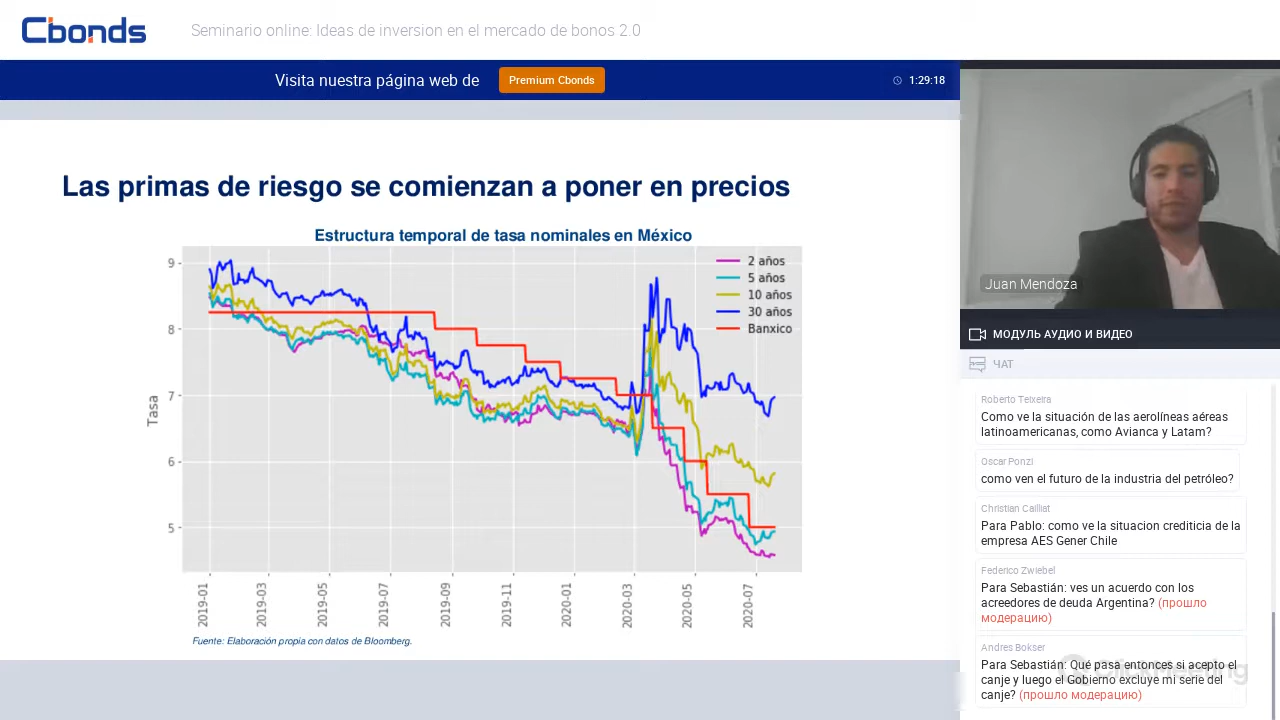 Cbonds
Seminario online: Ideas de inversion en el mercado de bonos 2.0
Visita nuestra página web de
Premium Cbonds
1:29:18
Las primas de riesgo se comienzan a poner en precios
Estructura temporal de tasa nominales en México
2 años
5 años
10 años
30 años
Banxico
9
8
7
6
5
Tasa
2019-01
2019-03
2019-05
2019-07
2019-09
2019-11
2020-01
2020-03
2020-05
2020-07
Fuente: Elaboración propia con datos de Bloomberg.
Juan Mendoza
МОДУЛЬ АУДИО И ВИДЕО
ЧАТ
Roberto Teixeira
Como ve la situación de las aerolíneas aéreas
latinoamericanas, como Avianca y Latam?
Oscar Ponzi
como ven el futuro de la industria del petróleo?
Christian Cailliat
Para Pablo: como ve la situacion crediticia de la
empresa AES Gener Chile
Federico Zwiebel
Para Sebastián: ves un acuerdo con los
acreedores de deuda Argentina? (прошло
модерацию)
Andres Bokser
Para Sebastián: Qué pasa entonces si acepto el
canje y luego el gobierno excluye mi serie del
canje? (прошло модерацию)